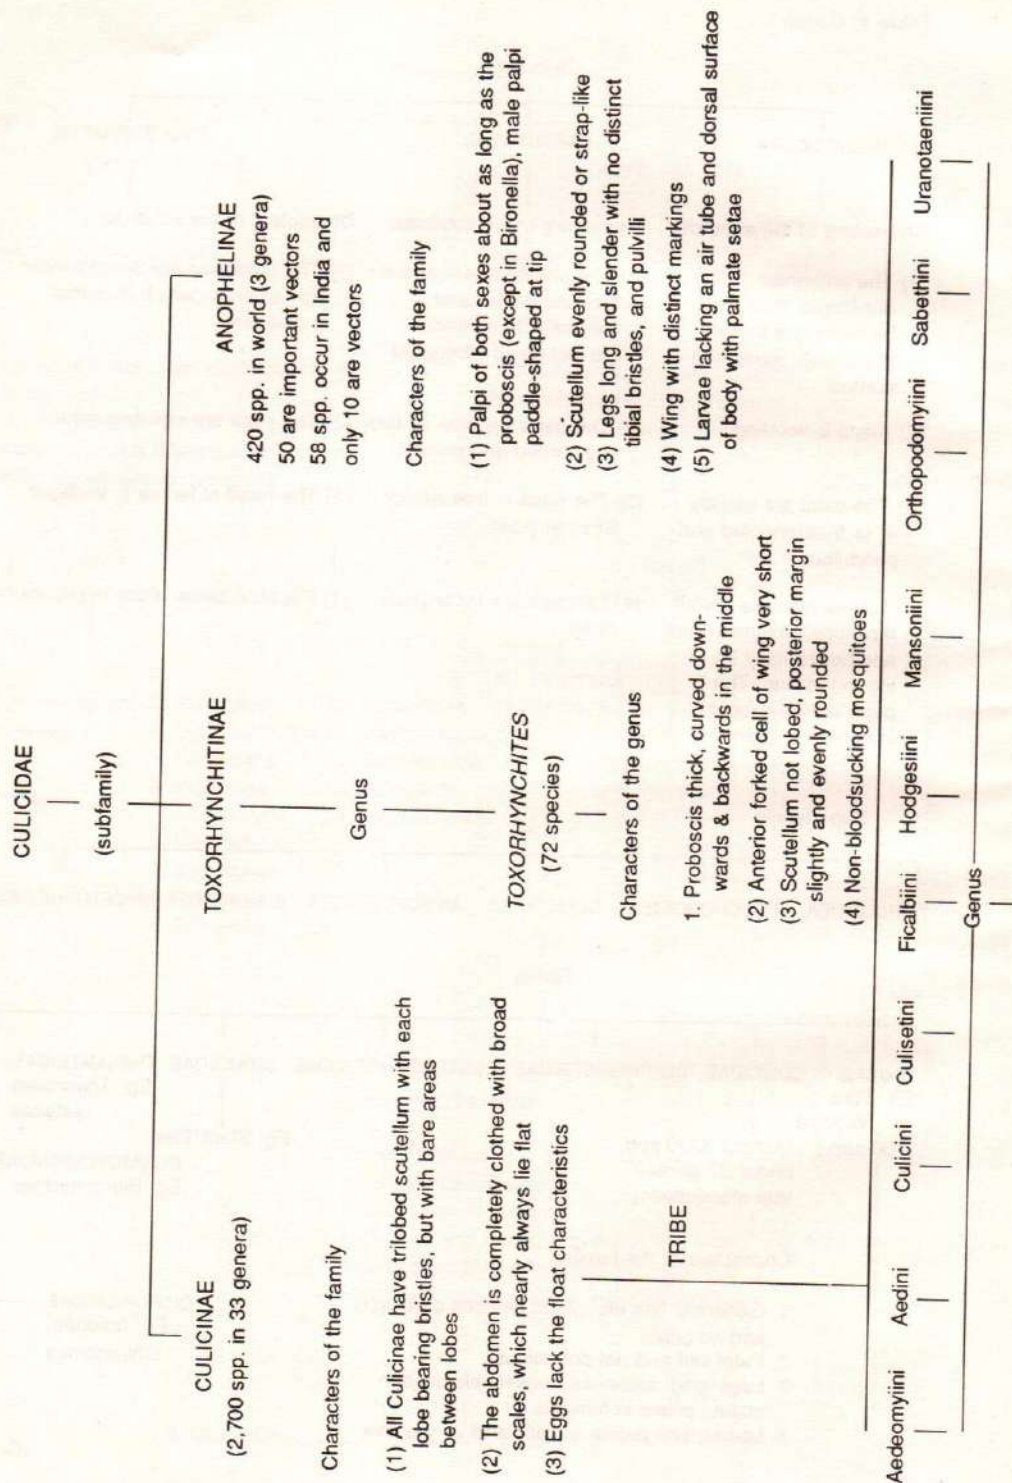 CULICIDAE
(subfamily)
CULICINAE
(2,700 spp. in 33 genera)
Characters of the family
(1) All Culicinae have trilobed scutellum with each
lobe bearing bristles, but with bare areas
between lobes
(2) The abdomen is completely clothed with broad
scales, which nearly always lie flat
(3) Eggs lack the float characteristics
TRIBE
TOXORHYNCHITINAE
Genus
TOXORHYNCHITES
(72 species)
Characters of the genus
1. Proboscis thick, curved down-
wards & backwards in the middle
(2) Anterior forked cell of wing very short
(3) Scutellum not lobed, posterior margin
slightly and evenly rounded
(4) Non-bloodsucking mosquitoes
ANOPHELINAE
420 spp. in world (3 genera)
50 are important vectors
58 spp. occur in India and
only 10 are vectors
Characters of the family
(1) Palpi of both sexes about as long as the
proboscis (except in Bironella), male palpi
paddle-shaped at tip
(2) Scutellum evenly rounded or strap-like
(3) Legs long and slender with no distinct
tibial bristles, and pulvilli
(4) Wing with distinct markings
(5) Larvae lacking an air tube and dorsal surface
of body with palmate setae
Aedeomyiini Aedini Culicini Culisetini Ficalbiini Hodgesiini Mansoniini Orthopodomyiini Sabethini Uranotaeniini
Genus